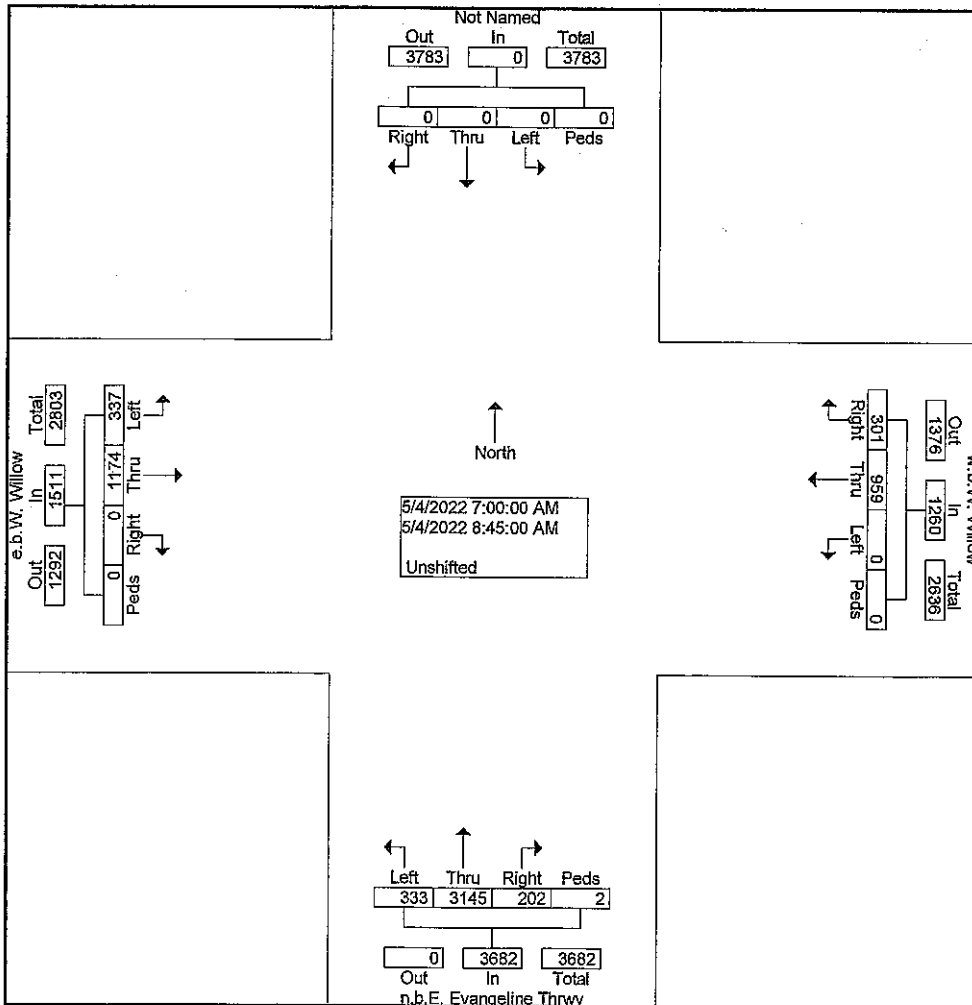 Not Named
Out In Total
3783 0 3783
0 0 0 0
Right Thru Left Peds
e.b.W. Willow
Total In Out
2803 1511 1292
337 1174 0 0
Left Thru Right Peds
North
5/4/2022 7:00:00 AM
5/4/2022 8:45:00 AM
Unshifted
Out In Total
1376 1260 2636
301 959 0 0
Right Thru Left Peds
Left Thru Right Peds
333 3145 202 2
0 3682 3682
Out In Total
n.b.E. Evangeline Thrwy